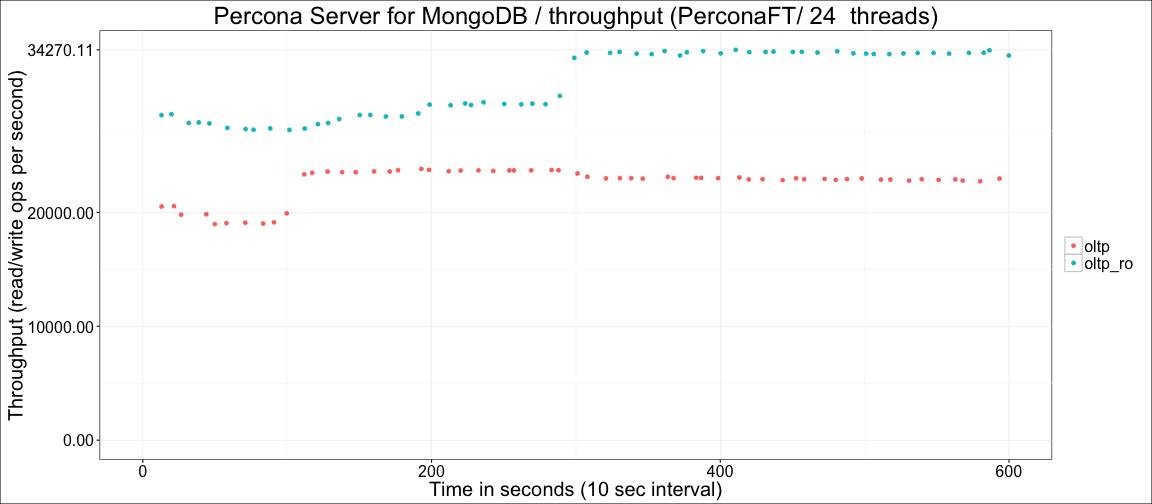 Percona Server for MongoDB / throughput (PerconaFT/ 24  threads)
Throughput (read/write ops per second)
34270.11
20000.00
10000.00
0.00
0 200 400 600
Time in seconds (10 sec interval)
oltp
oltp_ro